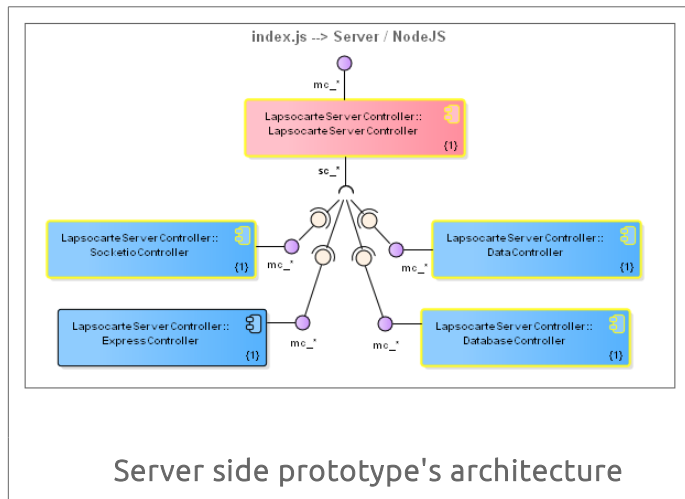 index.js --> Server / NodeJS
mc_*
LapsocarteServerController::
LapsocarteServerController
{1}
sc_*
LapsocarteServerController::
SocketioController
{1}
mc_*
LapsocarteServerController::
DataController
{1}
mc_*
LapsocarteServerController::
ExpressController
{1}
mc_*
LapsocarteServerController::
DatabaseController
{1}
mc_*
Server side prototype's architecture